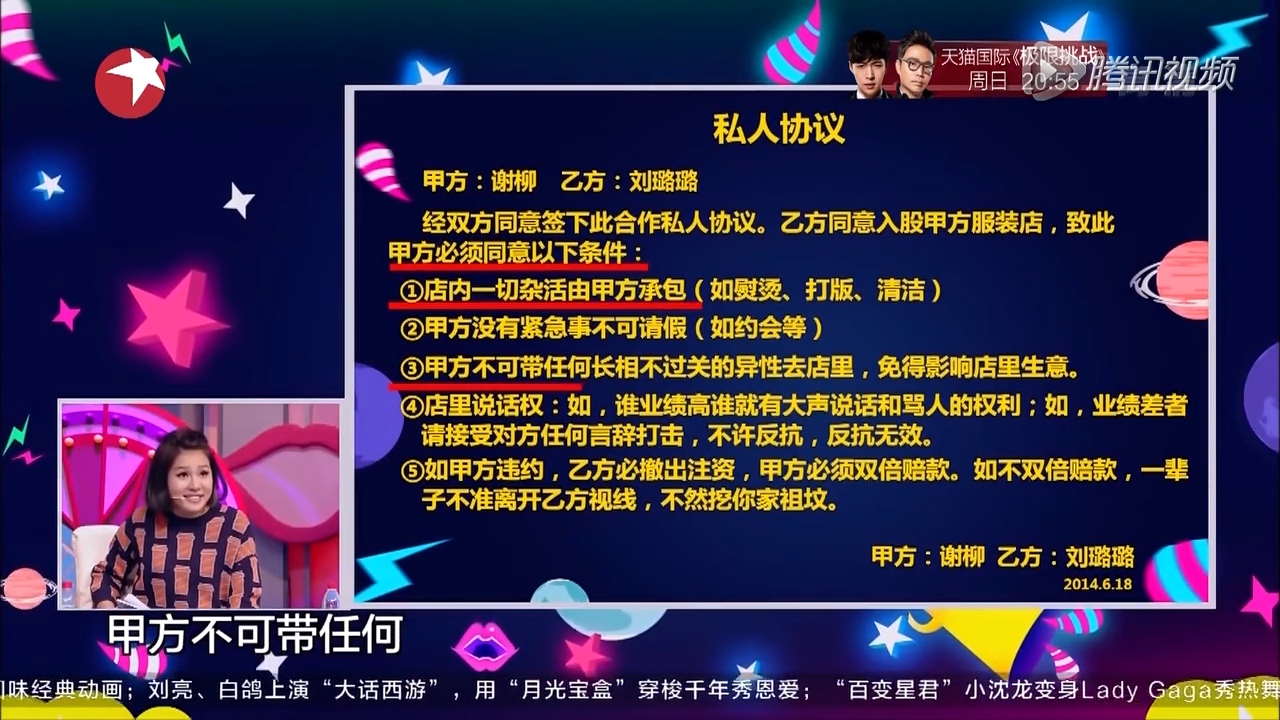 天猫国际《极限挑战》
周日 20:55
腾讯视频
私人协议
甲方：谢柳 乙方：刘璐璐
经双方同意签下此合作私人协议。乙方同意入股甲方服装店，致此
甲方必须同意以下条件：
①店内一切杂活由甲方承包（如熨烫、打版、清洁）
②甲方没有紧急事不可请假（如约会等）
③甲方不可带任何长相不过关的异性去店里，免得影响店里生意。
④店里说话权：如，谁业绩高谁就有大声说话和骂人的权利；如，业绩差者
请接受对方任何言辞打击，不许反抗，反抗无效。
⑤如甲方违约，乙方必撤出注资，甲方必须双倍赔款。如不双倍赔款，一辈
子不准离开乙方视线，不然挖你家祖坟。
甲方：谢柳 乙方：刘璐璐
2014.6.18
甲方不可带任何
味经典动画；刘亮、白鸽上演“大话西游”，用“月光宝盒”穿梭千年秀恩爱；“百变星君”小沈龙变身Lady Gaga秀热舞